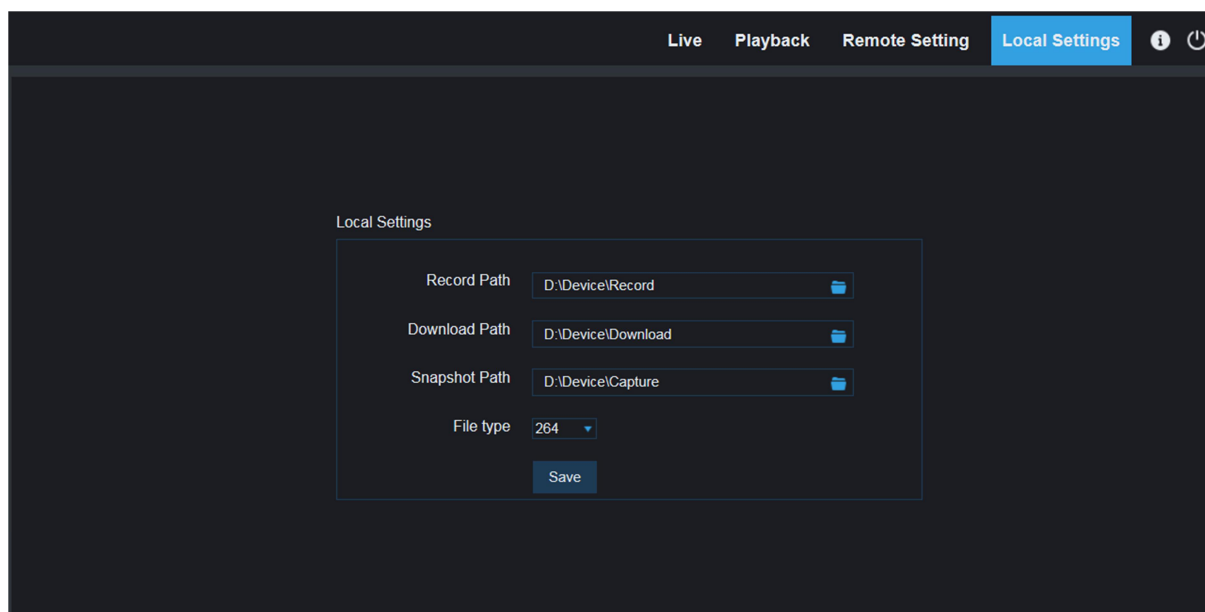 Live Playback Remote Setting Local Settings
Local Settings
Record Path D:\Device\Record
Download Path D:\Device\Download
Snapshot Path D:\Device\Capture
File type 264
Save